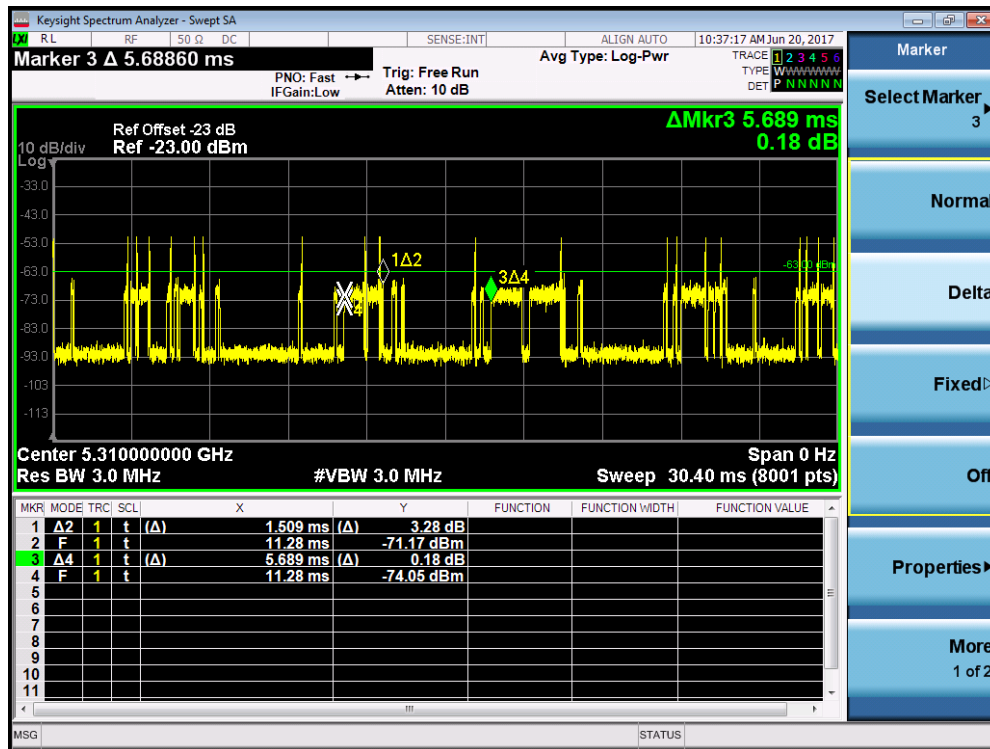 Keysight Spectrum Analyzer - Swept SA
LXI RL RF 50 Ω DC SENSE:INT ALIGN AUTO 10:37:17 AM Jun 20, 2017
Marker 3 Δ 5.68860 ms
PNO: Fast
IFGain:Low
Trig: Free Run
Atten: 10 dB
Avg Type: Log-Pwr
TRACE 1 2 3 4 5 6
TYPE WWWWWW
DET P N N N N N
ΔMkr3 5.689 ms
0.18 dB
Ref Offset -23 dB
10 dB/div Ref -23.00 dBm
Log
-33.0
-43.0
-53.0
-63.0
-73.0
-83.0
-93.0
-103
-113
1Δ2
3Δ4
4
-63.00 dBm
Center 5.310000000 GHz Span 0 Hz
Res BW 3.0 MHz #VBW 3.0 MHz Sweep 30.40 ms (8001 pts)
MKR MODE TRC SCL X Y FUNCTION FUNCTION WIDTH FUNCTION VALUE
1 Δ2 1 t (Δ) 1.509 ms (Δ) 3.28 dB
2 F 1 t 11.28 ms -71.17 dBm
3 Δ4 1 t (Δ) 5.689 ms (Δ) 0.18 dB
4 F 1 t 11.28 ms -74.05 dBm
5
6
7
8
9
10
11
MSG STATUS
Marker
Select Marker
3
Normal
Delta
Fixed
Off
Properties
More
1 of 2